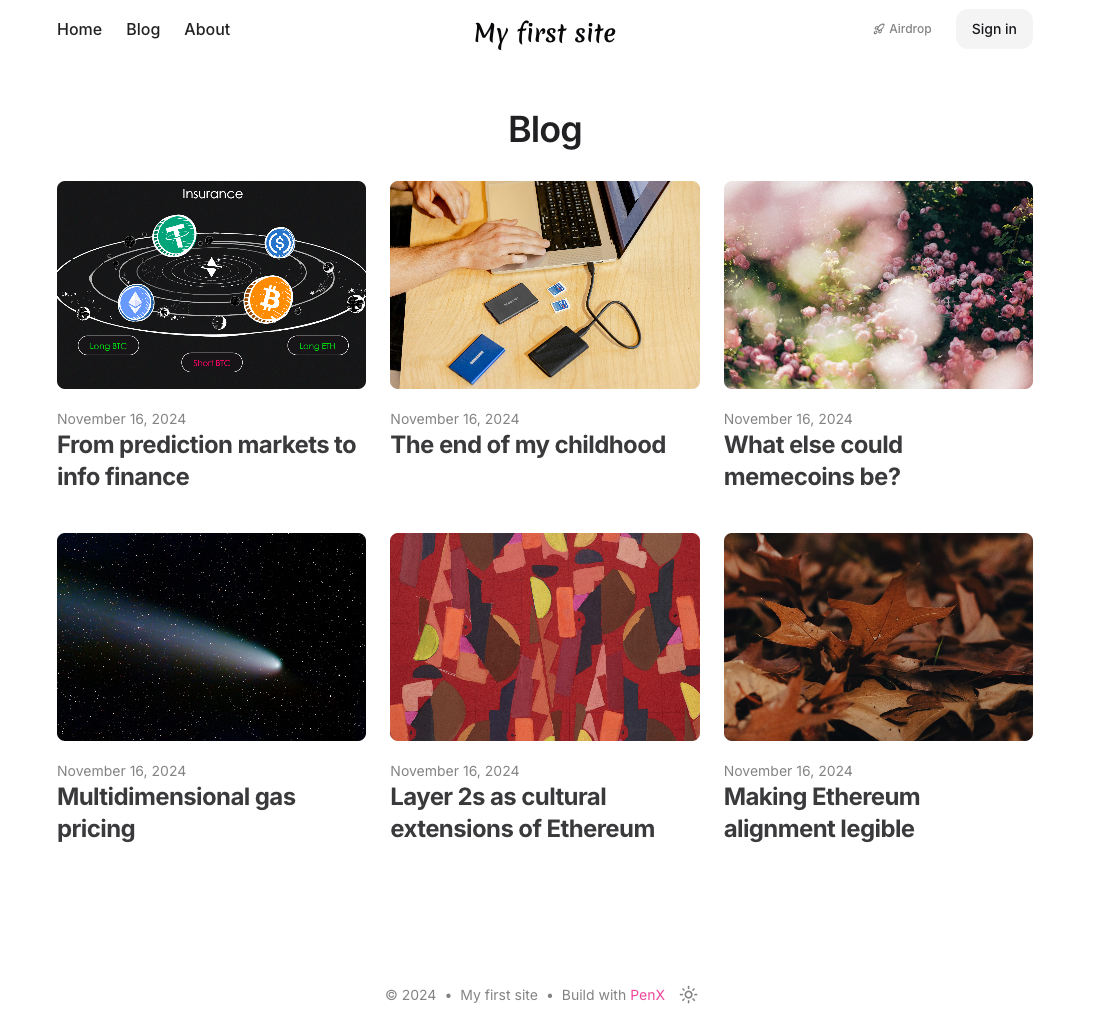 Home Blog About My first site Airdrop Sign in
Blog
Insurance
Long BTC
Long ETH
Short BTC
November 16, 2024
From prediction markets to
info finance
November 16, 2024
The end of my childhood
November 16, 2024
What else could
memecoins be?
November 16, 2024
Multidimensional gas
pricing
November 16, 2024
Layer 2s as cultural
extensions of Ethereum
November 16, 2024
Making Ethereum
alignment legible
© 2024 • My first site • Build with PenX